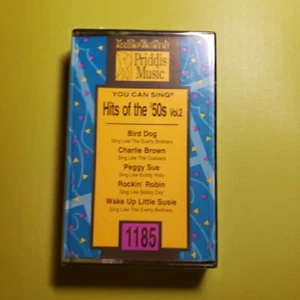 VOCAL
ACCOMPANIMENT
Priddis
Music
YOU CAN SING®
Hits of the '50s Vol.2
Bird Dog
Sing Like The Everly Brothers
Charlie Brown
Sing Like The Coasters
Peggy Sue
Sing Like Buddy Holly
Rockin' Robin
Sing Like Bobby Day
Wake Up Little Susie
Sing Like The Everly Brothers
1185